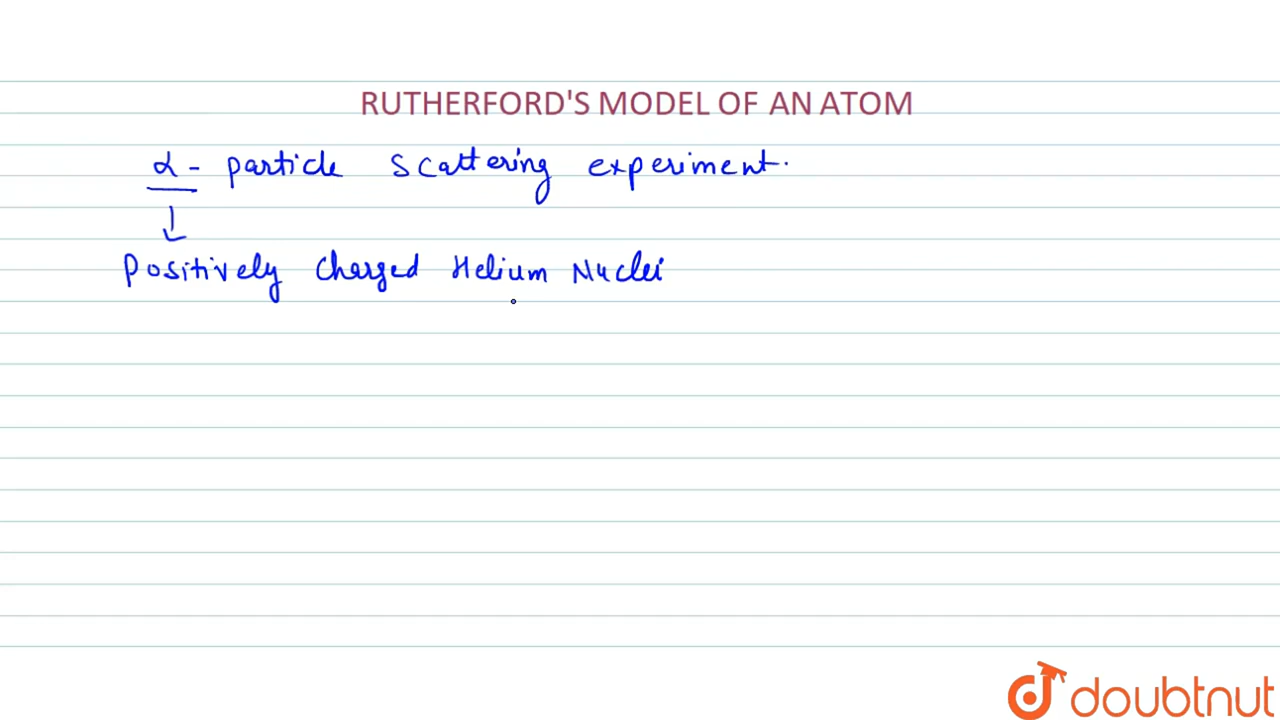 RUTHERFORD'S MODEL OF AN ATOM
α - particle scattering experiment.
Positively charged Helium Nuclei
doubtnut